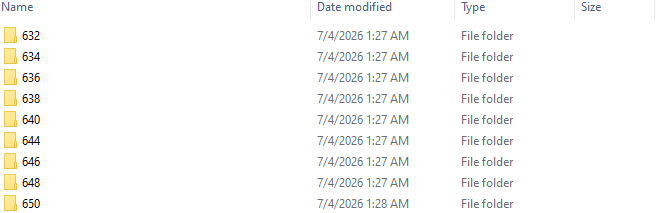 Name Date modified Type Size
632 7/4/2026 1:27 AM File folder
634 7/4/2026 1:27 AM File folder
636 7/4/2026 1:27 AM File folder
638 7/4/2026 1:27 AM File folder
640 7/4/2026 1:27 AM File folder
644 7/4/2026 1:27 AM File folder
646 7/4/2026 1:27 AM File folder
648 7/4/2026 1:27 AM File folder
650 7/4/2026 1:28 AM File folder